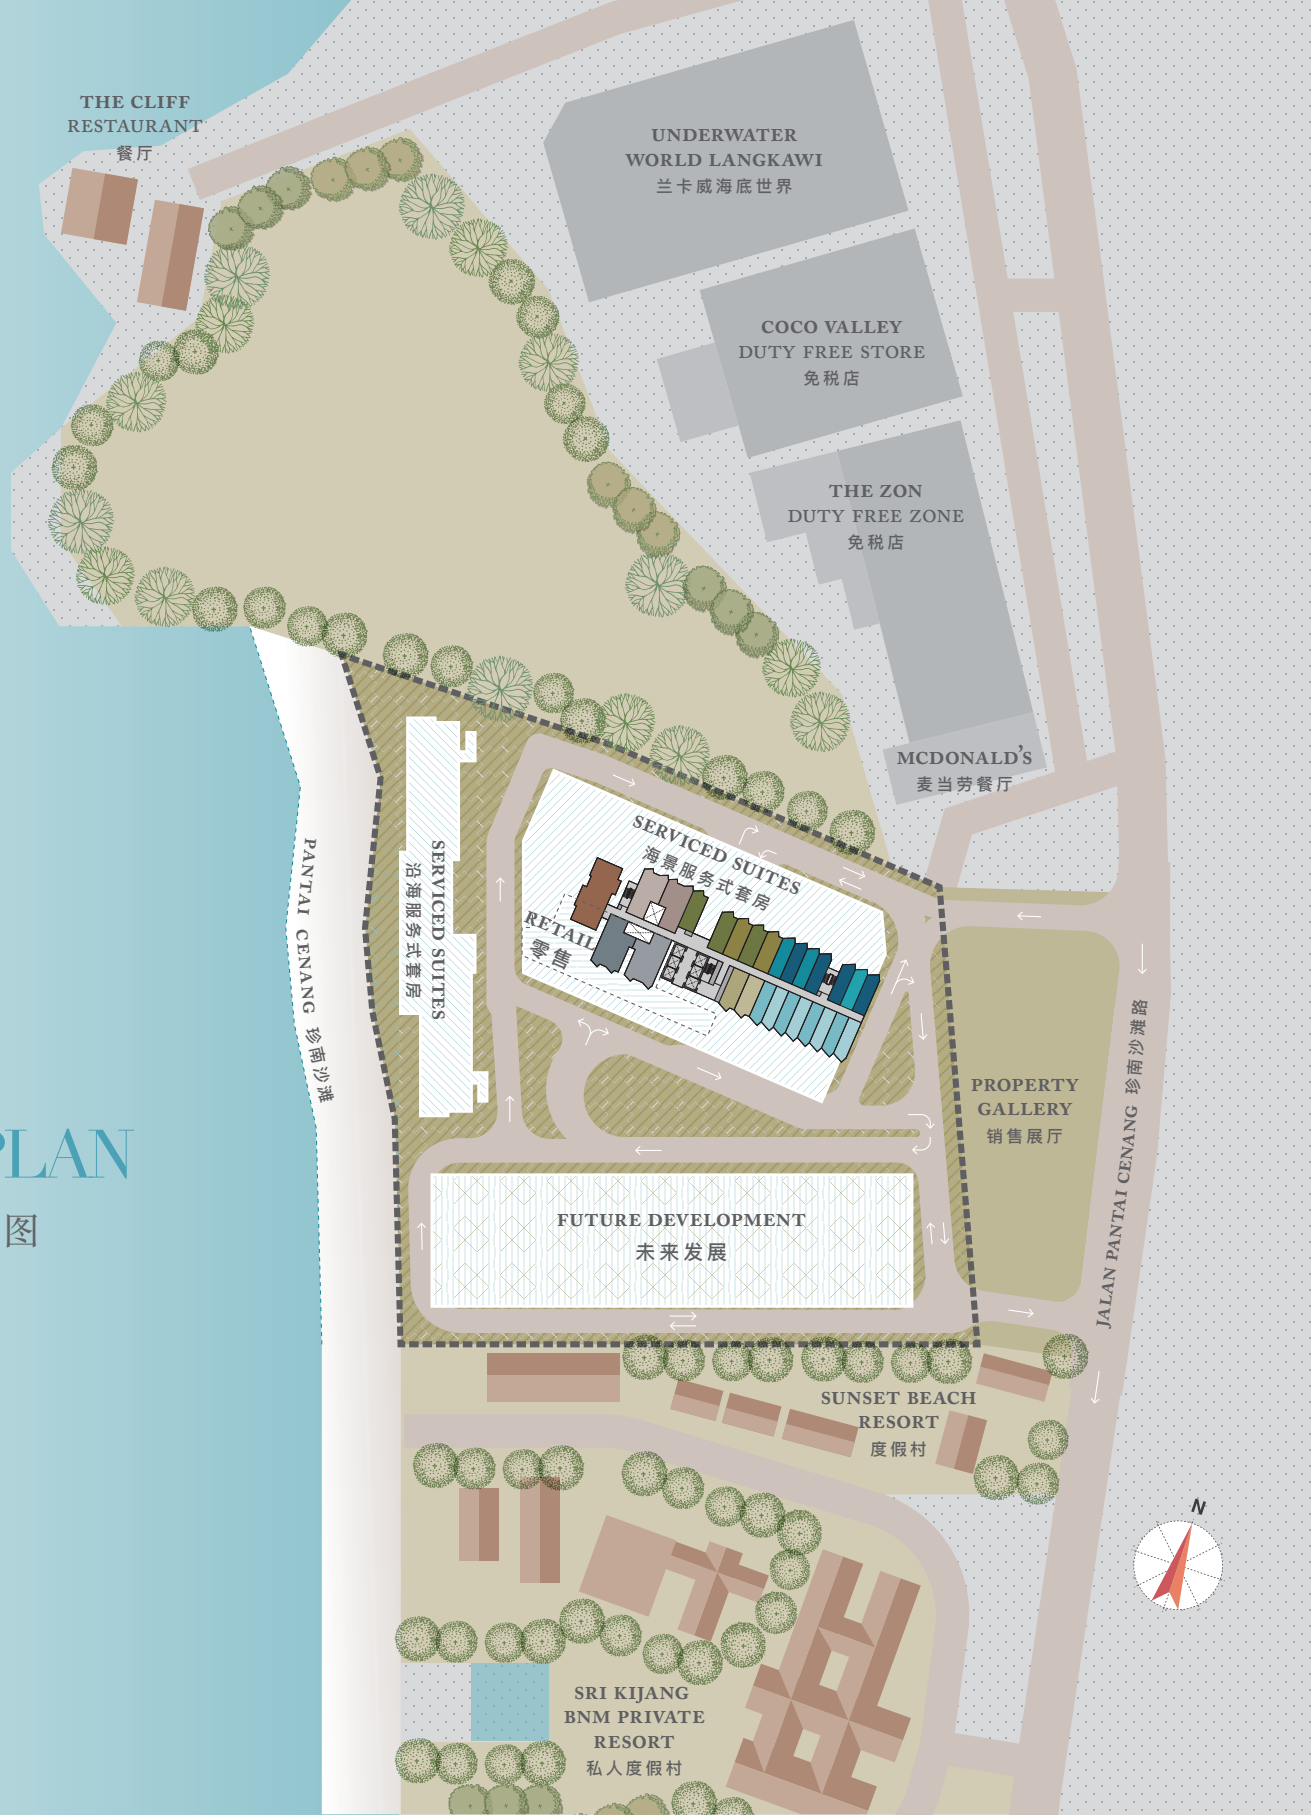 THE CLIFF
RESTAURANT
餐厅
UNDERWATER
WORLD LANGKAWI
兰卡威海底世界
COCO VALLEY
DUTY FREE STORE
免税店
THE ZON
DUTY FREE ZONE
免税店
MCDONALD'S
麦当劳餐厅
SERVICED SUITES
海景服务式套房
RETAIL
零售
SERVICED SUITES
沿海服务式套房
PANTAI CENANG 珍南沙滩
PLAN
图
PROPERTY
GALLERY
销售展厅
JALAN PANTAI CENANG 珍南沙滩路
FUTURE DEVELOPMENT
未来发展
SUNSET BEACH
RESORT
度假村
N
SRI KIJANG
BNM PRIVATE
RESORT
私人度假村